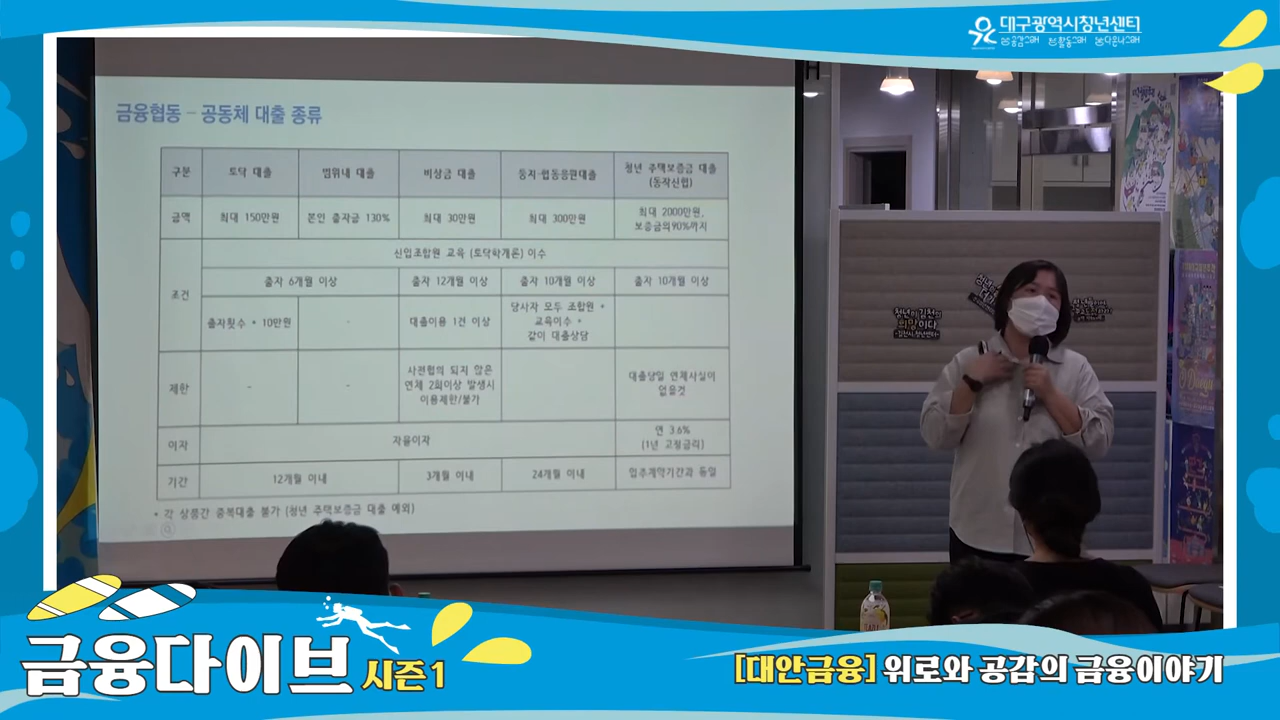 대구광역시청년센터
금융협동 – 공동체 대출 종류
구분 토닥 대출 범위내 대출 비상금 대출 둥지·협동응원대출 청년 주택보증금 대출
(동작신협)
금액 최대 150만원 본인 출자금 130% 최대 30만원 최대 300만원 최대 2000만원,
보증금의90%까지
조건 신입조합원 교육 (토닥학개론) 이수
출자 6개월 이상 출자 12개월 이상 출자 10개월 이상 출자 10개월 이상
출자횟수 * 10만원 - 대출이용 1건 이상 당사자 모두 조합원 +
교육이수 +
같이 대출상담
제한 - - 사전협의 되지 않은
연체 2회이상 발생시
이용제한/불가
대출당일 연체사실이
없을것
이자 자율이자 연 3.6%
(1년 고정금리)
기간 12개월 이내 3개월 이내 24개월 이내 입주계약기간과 동일
* 각 상품간 중복대출 불가 (청년 주택보증금 대출 예외)
청년이 김천의
희망이다
금융다이브 시즌1
[대안금융] 위로와 공감의 금융이야기